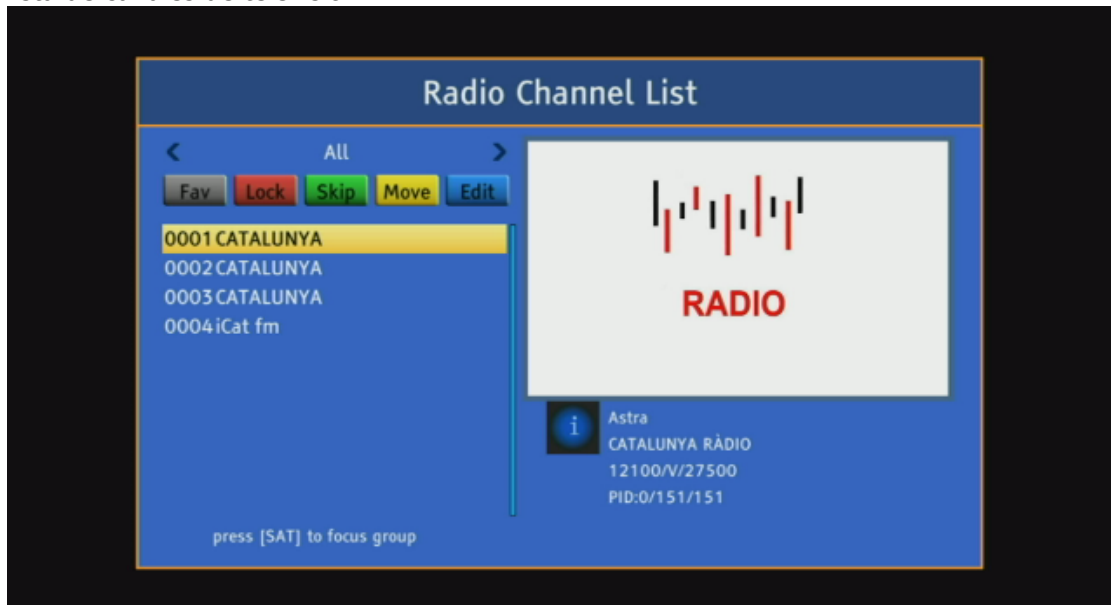 Radio Channel List
All
Fav Lock Skip Move Edit
0001 CATALUNYA
0002 CATALUNYA
0003 CATALUNYA
0004 iCat fm
RADIO
i
Astra
CATALUNYA RÀDIO
12100/V/27500
PID:0/151/151
press [SAT] to focus group